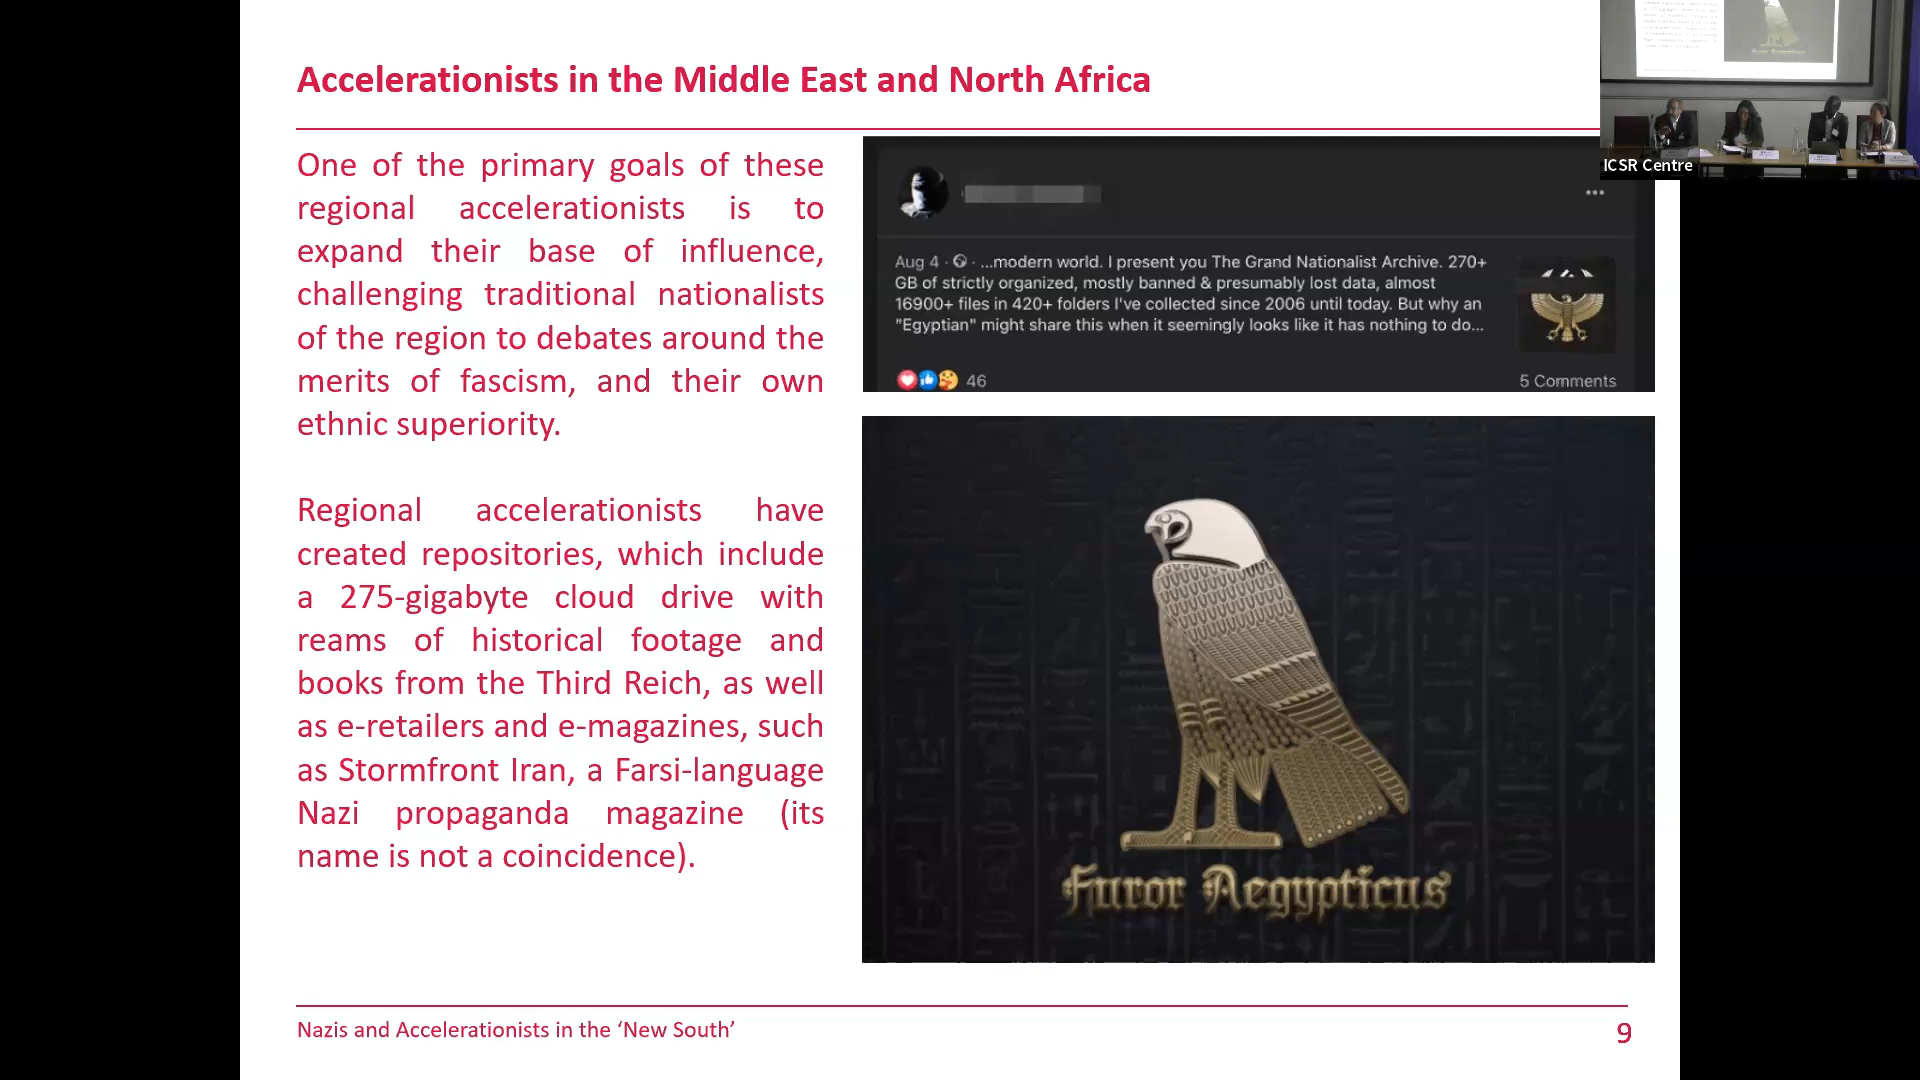 Accelerationists in the Middle East and North Africa
One of the primary goals of these
regional accelerationists is to
expand their base of influence,
challenging traditional nationalists
of the region to debates around the
merits of fascism, and their own
ethnic superiority.
Regional accelerationists have
created repositories, which include
a 275-gigabyte cloud drive with
reams of historical footage and
books from the Third Reich, as well
as e-retailers and e-magazines, such
as Stormfront Iran, a Farsi-language
Nazi propaganda magazine (its
name is not a coincidence).
Aug 4 · ...modern world. I present you The Grand Nationalist Archive. 270+
GB of strictly organized, mostly banned & presumably lost data, almost
16900+ files in 420+ folders I've collected since 2006 until today. But why an
"Egyptian" might share this when it seemingly looks like it has nothing to do...
46
5 Comments
Furor Aegypticus
ICSR Centre
Nazis and Accelerationists in the ‘New South’
9